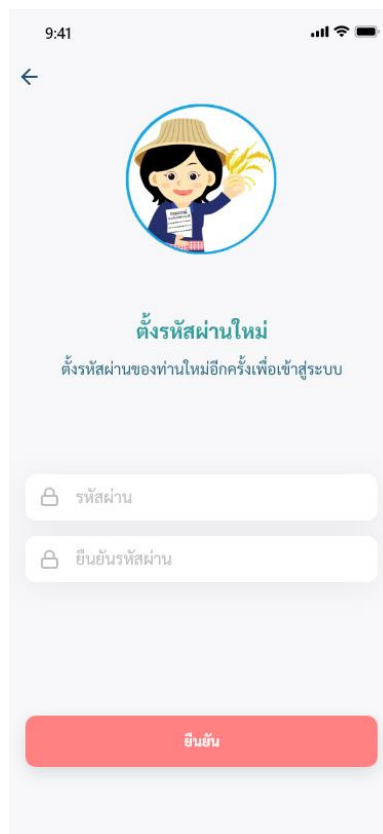 9:41
ตั้งรหัสผ่านใหม่
ตั้งรหัสผ่านของท่านใหม่อีกครั้งเพื่อเข้าสู่ระบบ
รหัสผ่าน
ยืนยันรหัสผ่าน
ยืนยัน